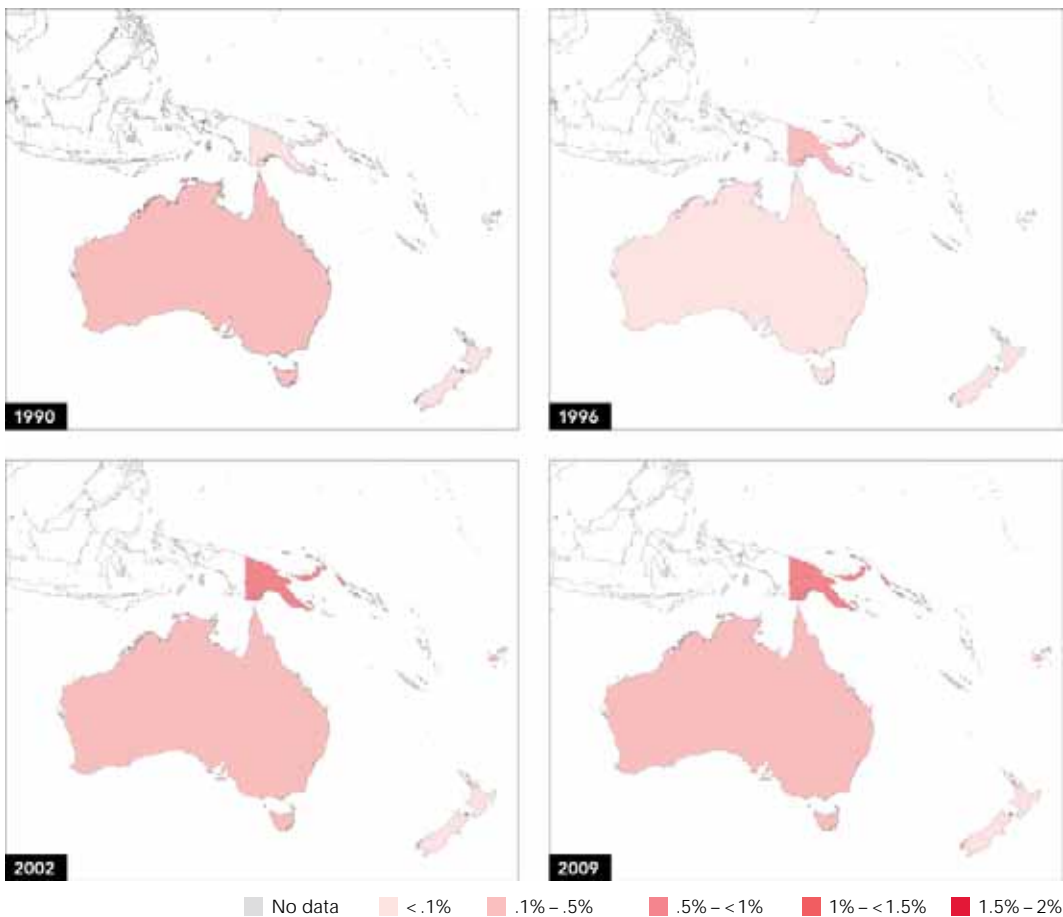 1990
1996
2002
2009
No data
< .1%
.1% – .5%
.5% – < 1%
1% – < 1.5%
1.5% – 2%